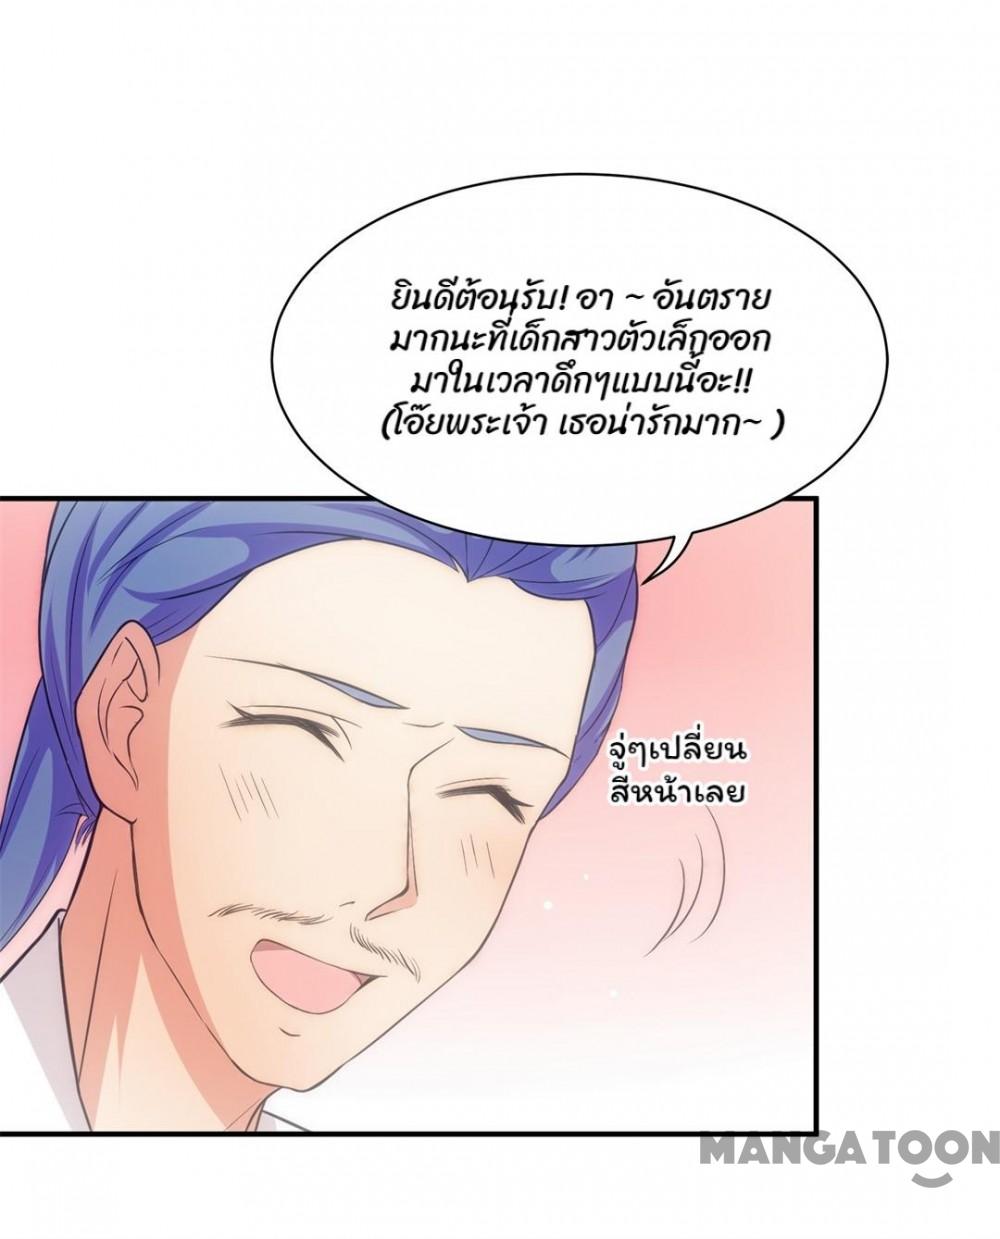 ยินดีต้อนรับ! อา ~ อันตราย
มากนะที่เด็กสาวตัวเล็กออก
มาในเวลาดึกๆแบบนี้อะ!!
(โอ๊ยพระเจ้า เธอน่ารักมาก~ )
จู่ๆเปลี่ยน
สีหน้าเลย
MANGATOON